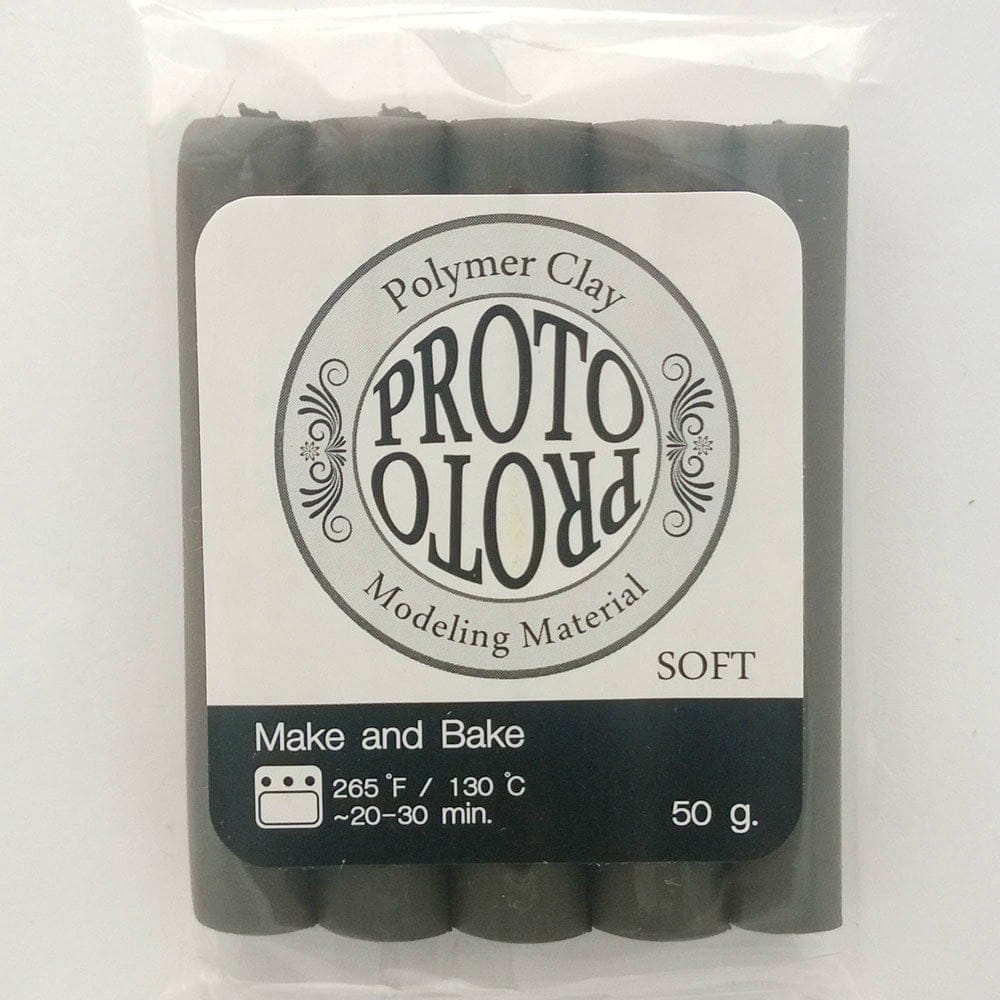 Polymer Clay
PROTO
PROTO
Modeling Material
SOFT
Make and Bake
265 °F / 130 °C
~20-30 min.
50 g.